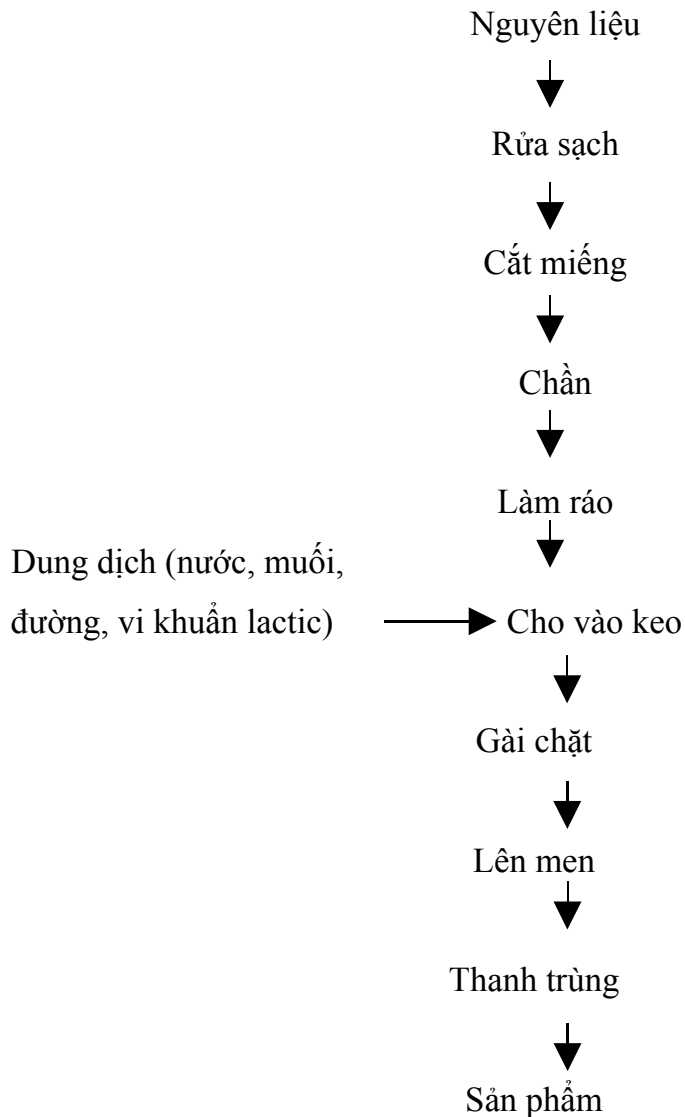 Nguyên liệu
Rửa sạch
Cắt miếng
Chần
Làm ráo
Dung dịch (nước, muối,
đường, vi khuẩn lactic)
Cho vào keo
Gài chặt
Lên men
Thanh trùng
Sản phẩm